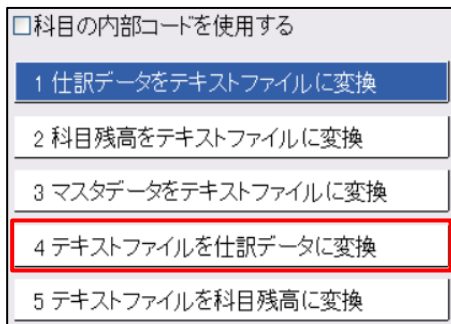 □科目の内部コードを使用する
1 仕訳データをテキストファイルに変換
2 科目残高をテキストファイルに変換
3 マスタデータをテキストファイルに変換
4 テキストファイルを仕訳データに変換
5 テキストファイルを科目残高に変換